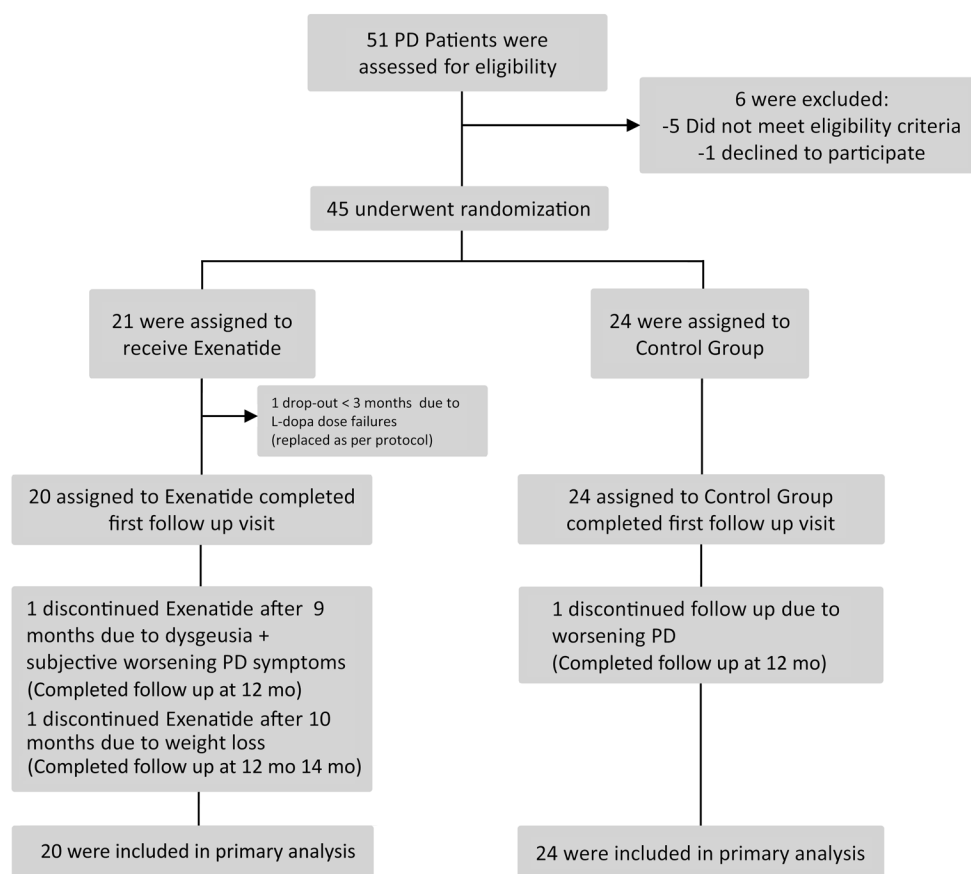 51 PD Patients were
assessed for eligibility
6 were excluded:
-5 Did not meet eligibility criteria
-1 declined to participate
45 underwent randomization
21 were assigned to
receive Exenatide
24 were assigned to
Control Group
1 drop-out < 3 months due to
L-dopa dose failures
(replaced as per protocol)
20 assigned to Exenatide completed
first follow up visit
24 assigned to Control Group
completed first follow up visit
1 discontinued Exenatide after 9
months due to dysgeusia +
subjective worsening PD symptoms
(Completed follow up at 12 mo)
1 discontinued Exenatide after 10
months due to weight loss
(Completed follow up at 12 mo 14 mo)
1 discontinued follow up due to
worsening PD
(Completed follow up at 12 mo)
20 were included in primary analysis
24 were included in primary analysis